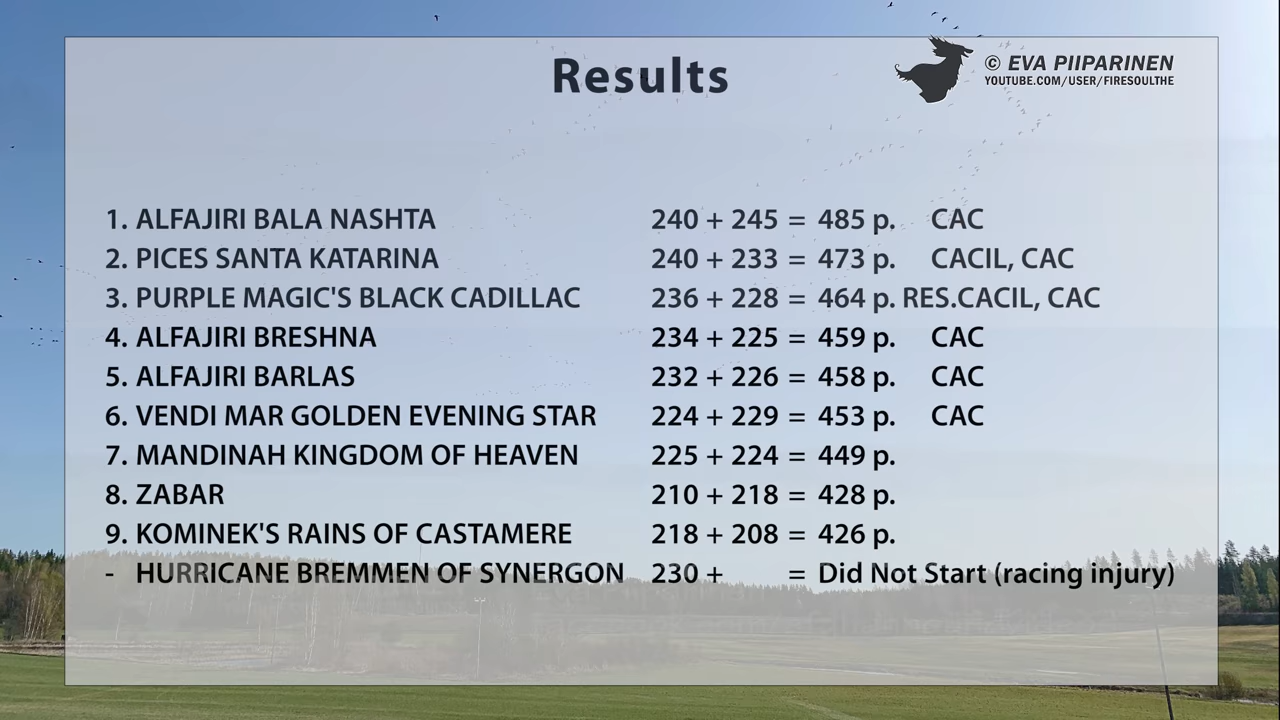 Results
© EVA PIIPARINEN
YOUTUBE.COM/USER/FIRESOULTHE
1. ALFAJIRI BALA NASHTA 240 + 245 = 485 p. CAC
2. PICES SANTA KATARINA 240 + 233 = 473 p. CACIL, CAC
3. PURPLE MAGIC'S BLACK CADILLAC 236 + 228 = 464 p. RES.CACIL, CAC
4. ALFAJIRI BRESHNA 234 + 225 = 459 p. CAC
5. ALFAJIRI BARLAS 232 + 226 = 458 p. CAC
6. VENDI MAR GOLDEN EVENING STAR 224 + 229 = 453 p. CAC
7. MANDINAH KINGDOM OF HEAVEN 225 + 224 = 449 p.
8. ZABAR 210 + 218 = 428 p.
9. KOMINEK'S RAINS OF CASTAMERE 218 + 208 = 426 p.
- HURRICANE BREMMEN OF SYNERGON 230 + = Did Not Start (racing injury)